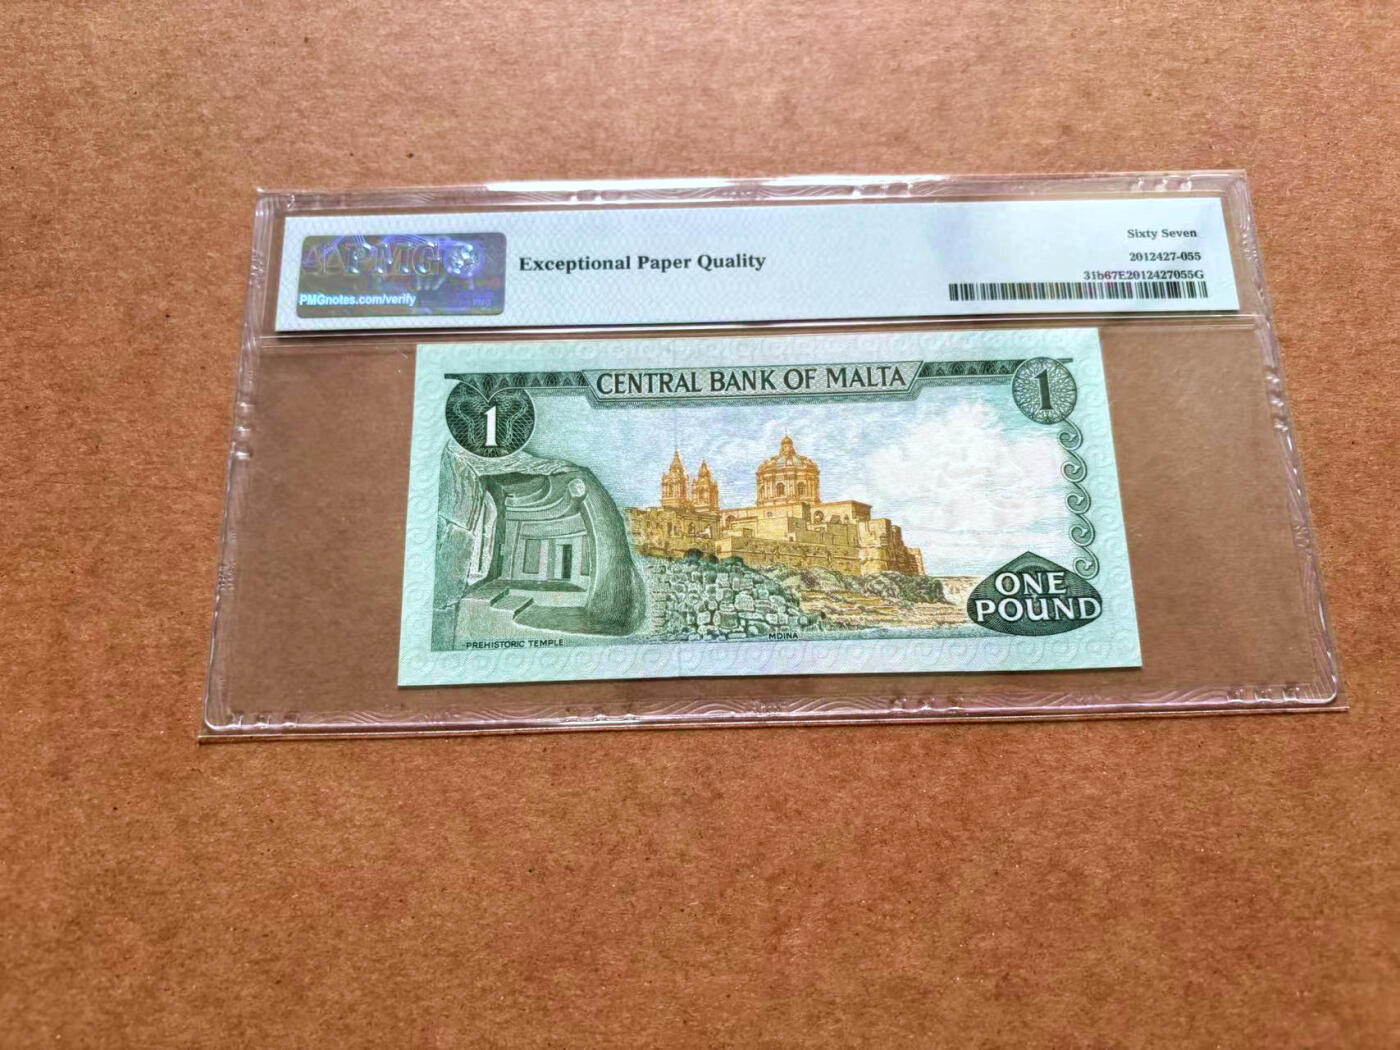 PMG
PMGnotes.com/verify
Exceptional Paper Quality
Sixty Seven
2012427-055
31b67E2012427055G
CENTRAL BANK OF MALTA
1
1
PREHISTORIC TEMPLE
MDINA
ONE
POUND